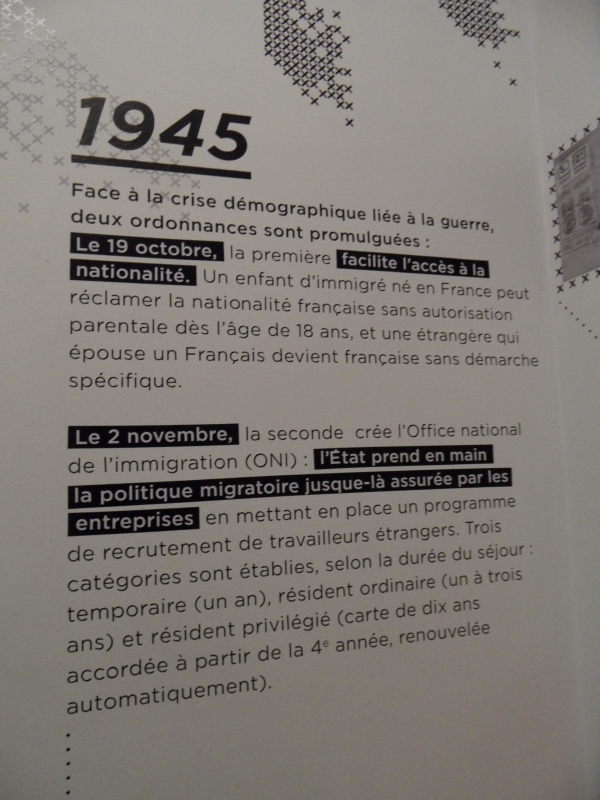 1945
Face à la crise démographique liée à la guerre,
deux ordonnances sont promulguées :
Le 19 octobre, la première facilite l'accès à la
nationalité. Un enfant d'immigré né en France peut
réclamer la nationalité française sans autorisation
parentale dès l'âge de 18 ans, et une étrangère qui
épouse un Français devient française sans démarche
spécifique.
Le 2 novembre, la seconde crée l'Office national
de l'immigration (ONI) : l'État prend en main
la politique migratoire jusque-là assurée par les
entreprises en mettant en place un programme
de recrutement de travailleurs étrangers. Trois
catégories sont établies, selon la durée du séjour :
temporaire (un an), résident ordinaire (un à trois
ans) et résident privilégié (carte de dix ans
accordée à partir de la 4e année, renouvelée
automatiquement).